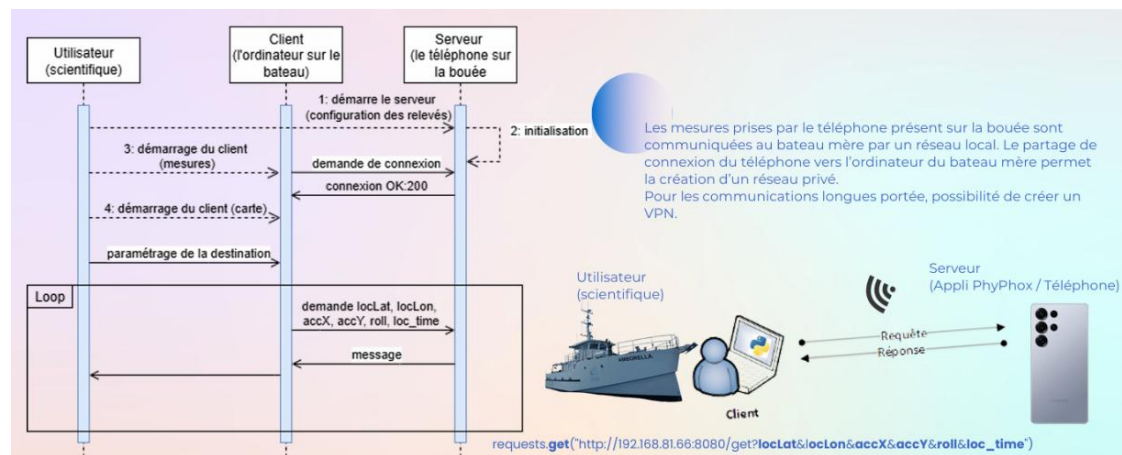 Utilisateur
(scientifique)
Client
(l'ordinateur sur le
bateau)
Serveur
(le téléphone sur
la bouée
1: démarre le serveur
(configuration des relevés)
2: initialisation
3: démarrage du client
(mesures)
demande de connexion
connexion OK:200
4: démarrage du client (carte)
paramétrage de la destination
Loop
demande locLat, locLon,
accX, accY, roll, loc_time
message
Les mesures prises par le téléphone présent sur la bouée sont
communiquées au bateau mère par un réseau local. Le partage de
connexion du téléphone vers l'ordinateur du bateau mère permet
la création d'un réseau privé.
Pour les communications longues portée, possibilité de créer un
VPN.
Utilisateur
(scientifique)
Serveur
(Appli PhyPhox / Téléphone)
AMBORELLA
Requête
Réponse
Client
requests.get("http://192.168.81.66:8080/get?locLat&locLon&accX&accY&roll&loc_time")